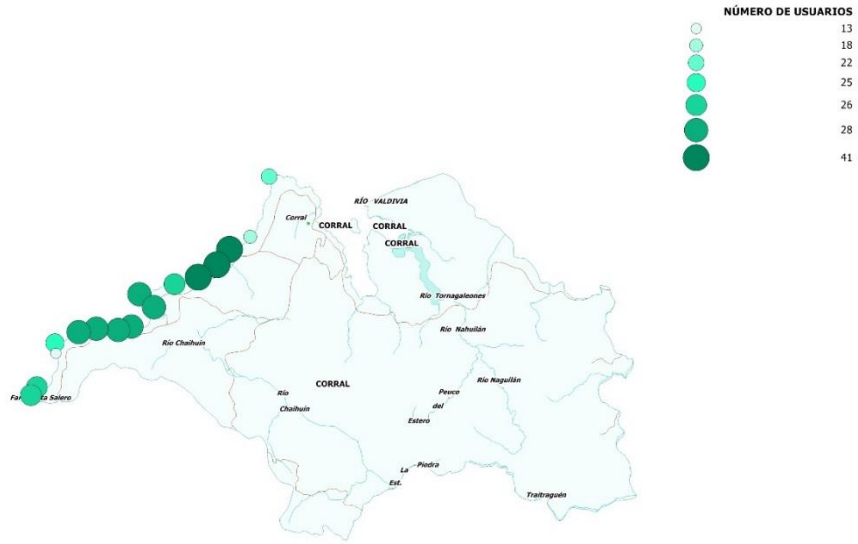 NÚMERO DE USUARIOS
13
18
22
25
26
28
41
RÍO VALDIVIA
Corral
CORRAL
CORRAL
CORRAL
Río Tornagaleones
Río Nahuilán
Río Chaihuín
Río Naguilán
CORRAL
Río
Chaihuín
Peuco
del
Estero
Piedra
La
Est.
Traitraguén